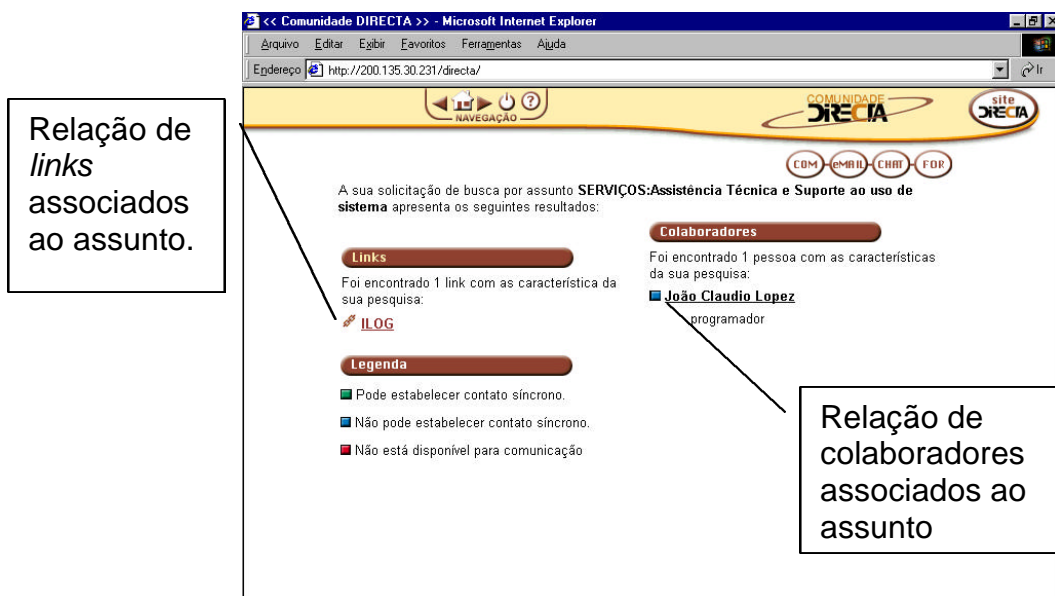 << Comunidade DIRECTA >> - Microsoft Internet Explorer
Arquivo Editar Exibir Favoritos Ferramentas Ajuda
Endereço http://200.135.30.231/directa/ Ir
NAVEGAÇÃO
COMUNIDADE
DIRECTA
site
DIRECTA
COM eMAIL CHAT FOR
A sua solicitação de busca por assunto SERVIÇOS:Assistência Técnica e Suporte ao uso de
sistema apresenta os seguintes resultados:
Links
Foi encontrado 1 link com as característica da
sua pesquisa:
ILOG
Legenda
Pode estabelecer contato síncrono.
Não pode estabelecer contato síncrono.
Não está disponível para comunicação
Colaboradores
Foi encontrado 1 pessoa com as características
da sua pesquisa:
João Claudio Lopez
programador
Relação de
links
associados
ao assunto.
Relação de
colaboradores
associados ao
assunto